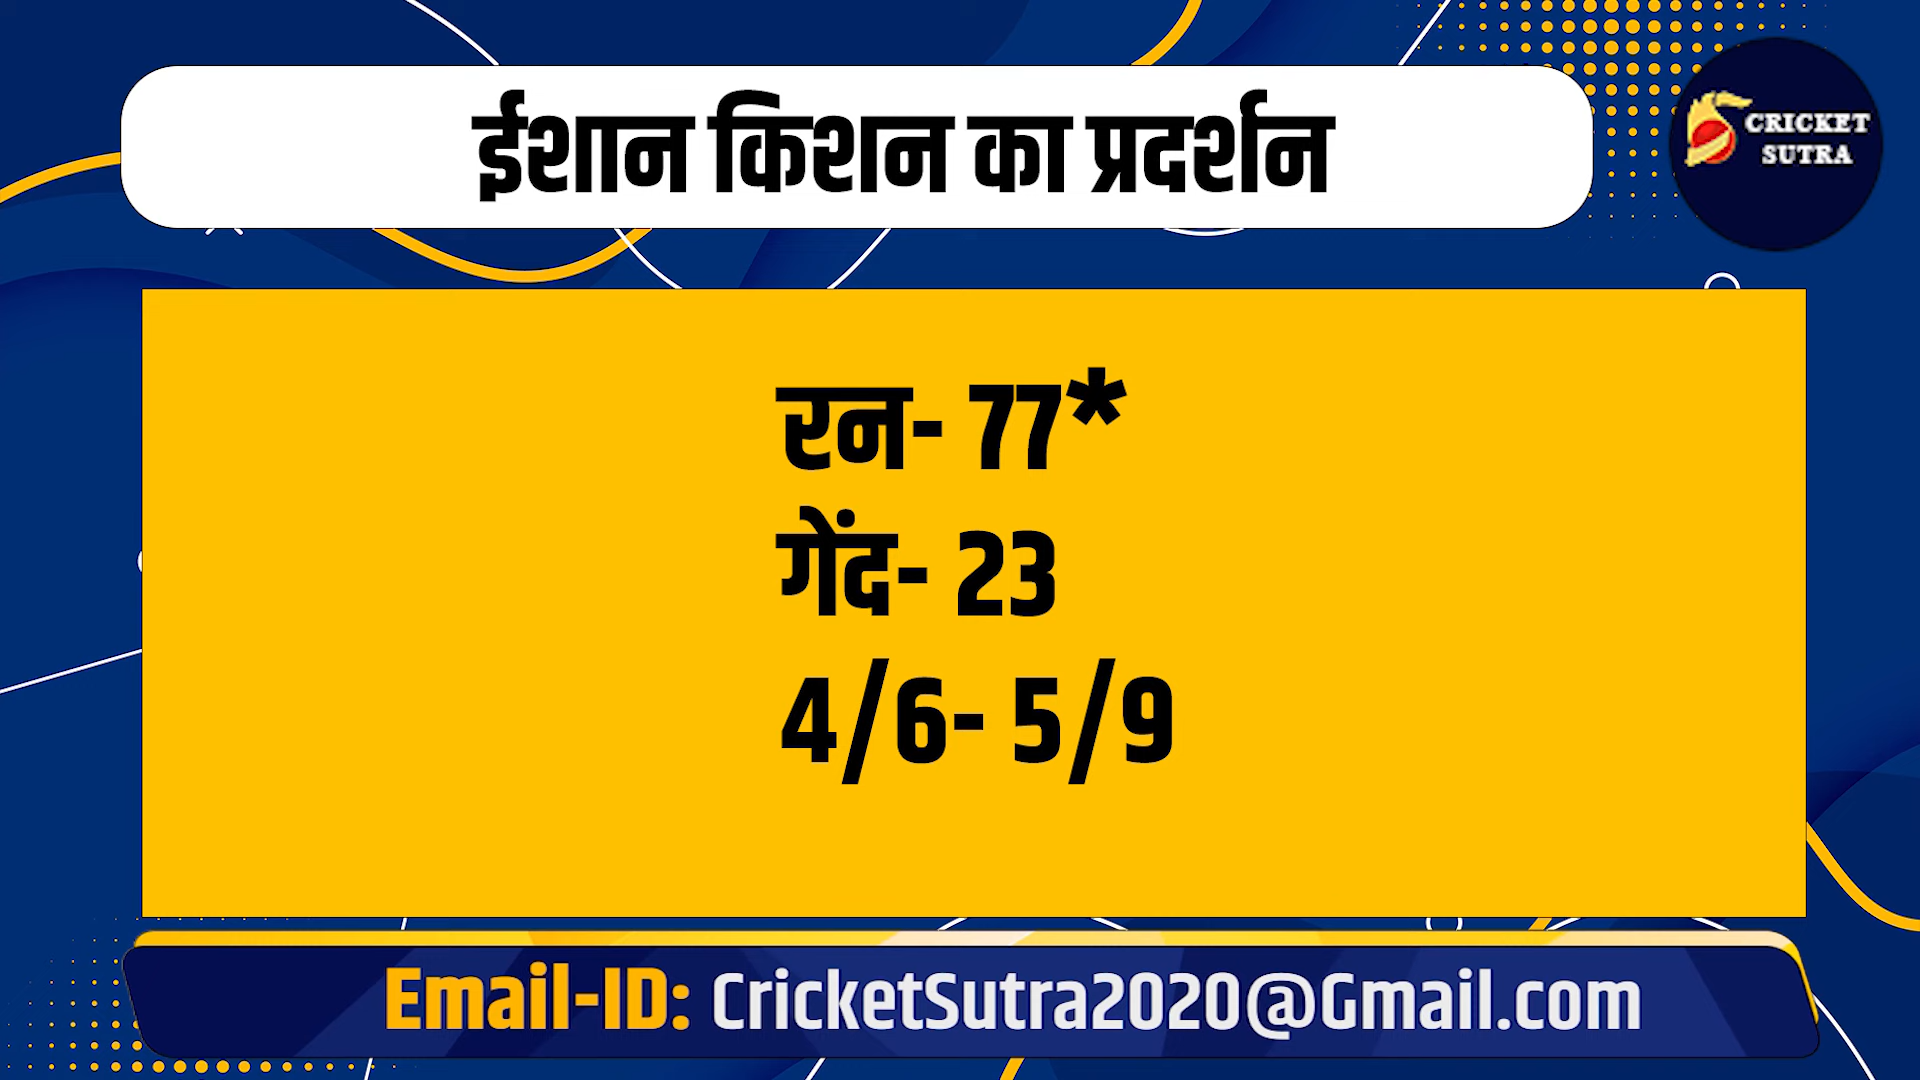 ईशान किशन का प्रदर्शन
CRICKET
SUTRA
रन- 77*
गेंद- 23
4/6- 5/9
Email-ID: CricketSutra2020@Gmail.com